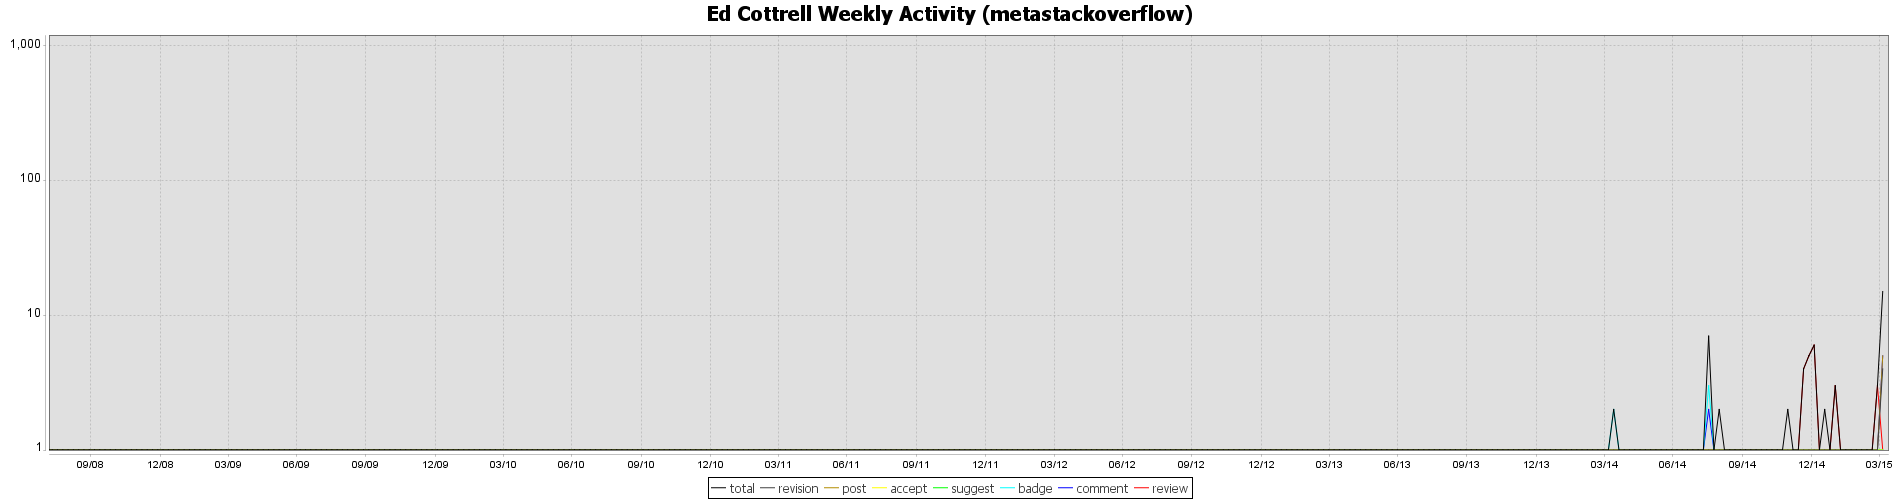 Ed Cottrell Weekly Activity (metastackoverflow)
1,000
100
10
1
09/08 12/08 03/09 06/09 09/09 12/09 03/10 06/10 09/10 12/10 03/11 06/11 09/11 12/11 03/12 06/12 09/12 12/12 03/13 06/13 09/13 12/13 03/14 06/14 09/14 12/14 03/15
total revision post accept suggest badge comment review